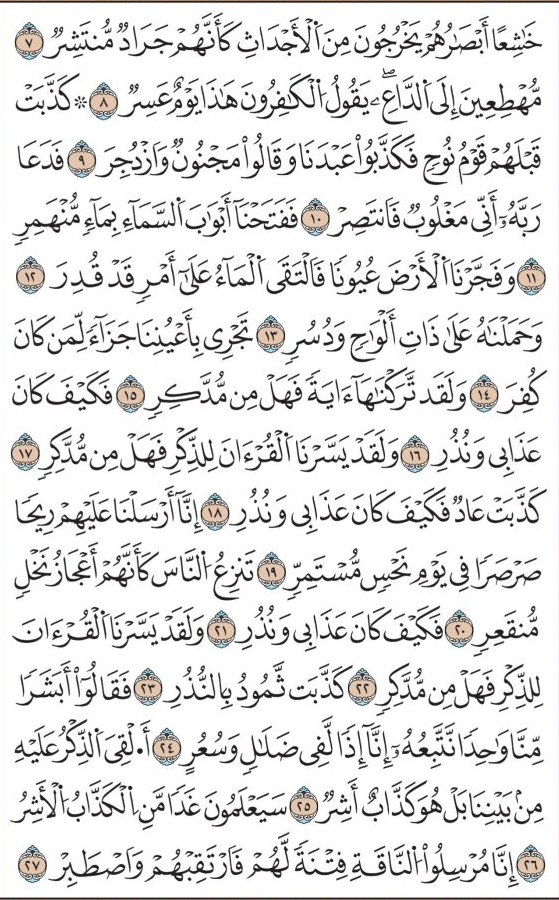 خَٰشِعًا أَبْصَٰرُهُمْ يَخْرُجُونَ مِنَ ٱلْأَجْدَاثِ كَأَنَّهُمْ جَرَادٌ مُّنتَشِرٌ ٧
مُّهْطِعِينَ إِلَى ٱلدَّاعِۦۖ يَقُولُ ٱلْكَٰفِرُونَ هَٰذَا يَوْمٌ عَسِرٌ ٨ ۞ كَذَّبَتْ
قَبْلَهُمْ قَوْمُ نُوحٍ فَكَذَّبُوا۟ عَبْدَنَا وَقَالُوا۟ مَجْنُونٌ وَٱزْدُجِرَ ٩ فَدَعَا
رَبَّهُۥٓ أَنِّى مَغْلُوبٌ فَٱنتَصِرْ ١٠ فَفَتَحْنَآ أَبْوَٰبَ ٱلسَّمَآءِ بِمَآءٍ مُّنْهَمِرٍ
١١ وَفَجَّرْنَا ٱلْأَرْضَ عُيُونًا فَٱلْتَقَى ٱلْمَآءُ عَلَىٰٓ أَمْرٍ قَدْ قُدِرَ ١٢
وَحَمَلْنَٰهُ عَلَىٰ ذَاتِ أَلْوَٰحٍ وَدُسُرٍ ١٣ تَجْرِى بِأَعْيُنِنَا جَزَآءً لِّمَن كَانَ
كُفِرَ ١٤ وَلَقَد تَّرَكْنَٰهَآ ءَايَةً فَهَلْ مِن مُّدَّكِرٍ ١٥ فَكَيْفَ كَانَ
عَذَابِى وَنُذُرِ ١٦ وَلَقَدْ يَسَّرْنَا ٱلْقُرْءَانَ لِلذِّكْرِ فَهَلْ مِن مُّدَّكِرٍ ١٧
كَذَّبَتْ عَادٌ فَكَيْفَ كَانَ عَذَابِى وَنُذُرِ ١٨ إِنَّآ أَرْسَلْنَا عَلَيْهِمْ رِيحًا
صَرْصَرًا فِى يَوْمِ نَحْسٍ مُّسْتَمِرٍّ ١٩ تَنزِعُ ٱلنَّاسَ كَأَنَّهُمْ أَعْجَازُ نَخْلٍ
مُّنقَعِرٍ ٢٠ فَكَيْفَ كَانَ عَذَابِى وَنُذُرِ ٢١ وَلَقَدْ يَسَّرْنَا ٱلْقُرْءَانَ
لِلذِّكْرِ فَهَلْ مِن مُّدَّكِرٍ ٢٢ كَذَّبَت ثَّمُودُ بِٱلنُّذُرِ ٢٣ فَقَالُوٓا۟ أَبَشَرًا
مِّنَّا وَٰحِدًا نَّتَّبِعُهُۥٓ إِنَّآ إِذًا لَّفِى ضَلَٰلٍ وَسُعُرٍ ٢٤ أَ•لْقِىَ ٱلذِّكْرُ عَلَيْهِ
مِنۢ بَيْنِنَا بَلْ هُوَ كَذَّابٌ أَشِرٌ ٢٥ سَيَعْلَمُونَ غَدًا مَّنِ ٱلْكَذَّابُ ٱلْأَشِرُ
٢٦ إِنَّا مُرْسِلُوا۟ ٱلنَّاقَةِ فِتْنَةً لَّهُمْ فَٱرْتَقِبْهُمْ وَٱصْطَبِرْ ٢٧